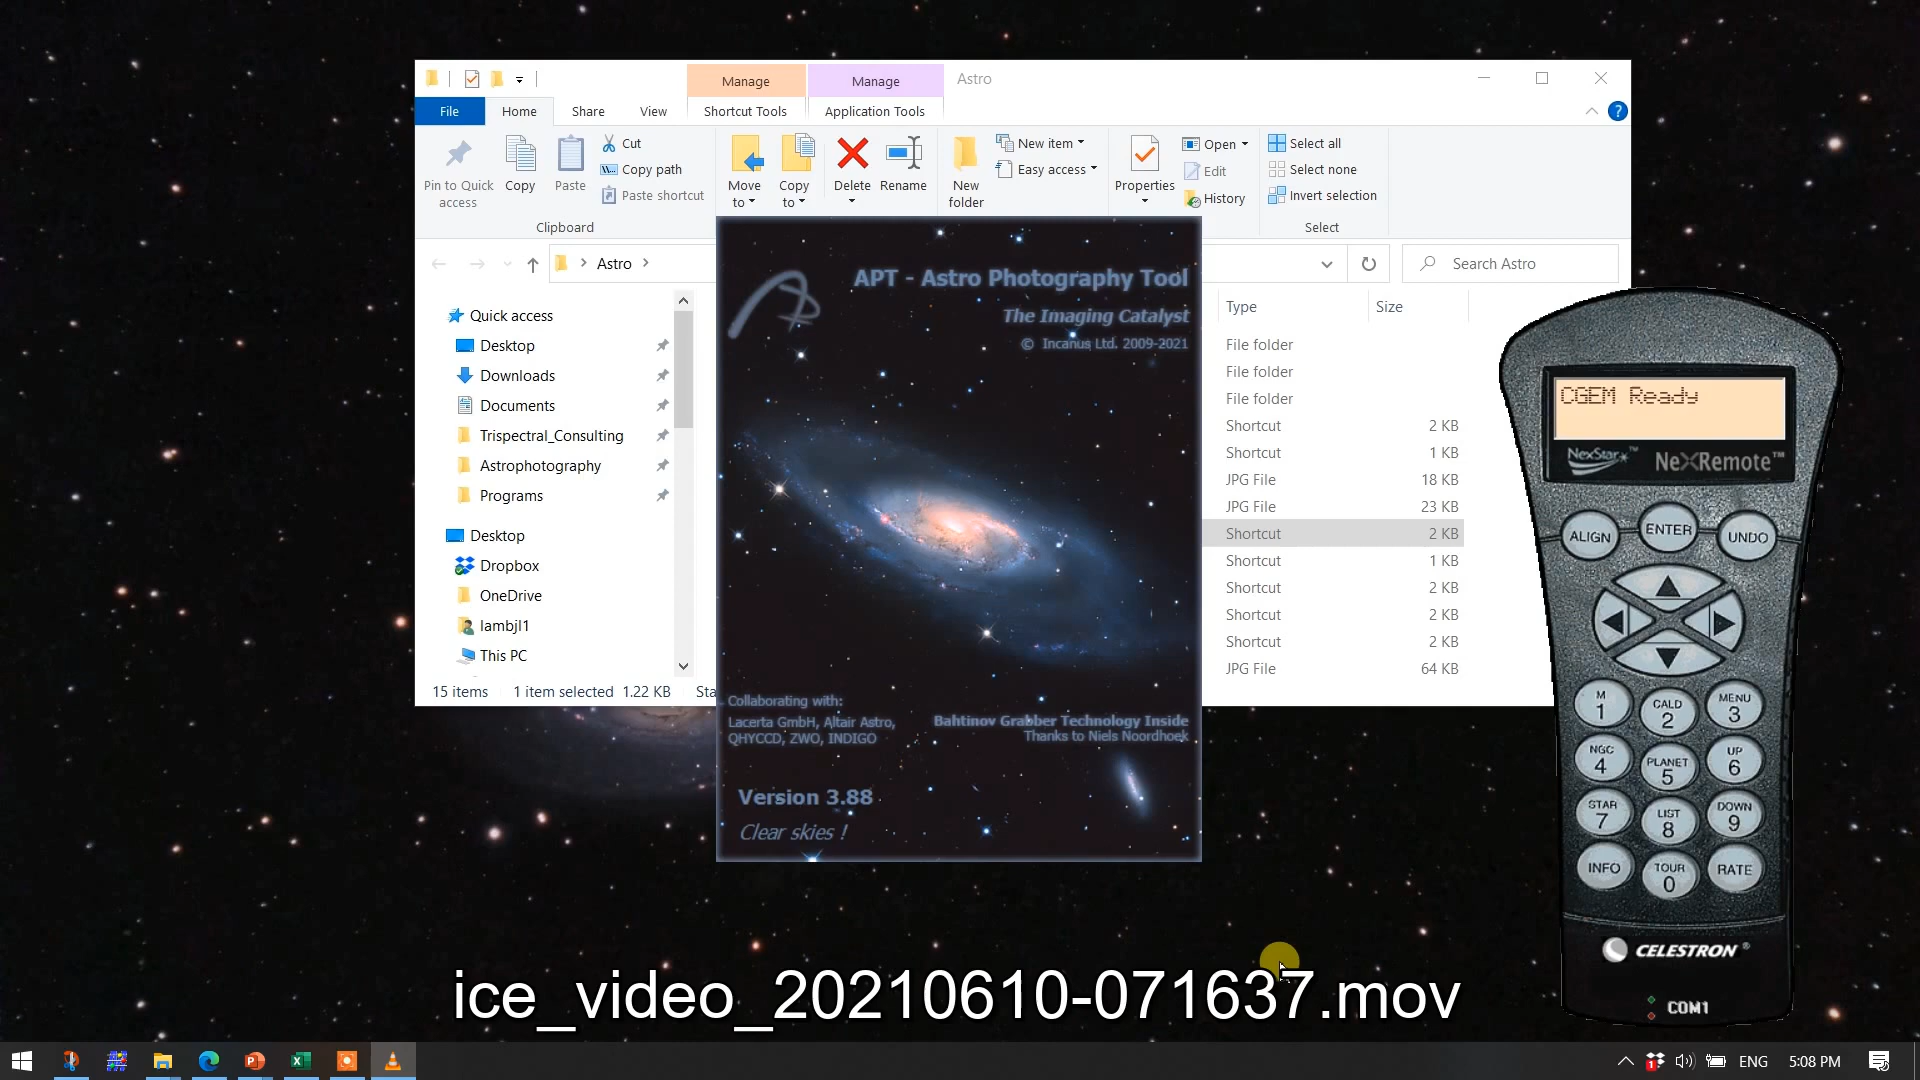 Manage
Manage
Astro
File
Home
Share
View
Shortcut Tools
Application Tools
?
Pin to Quick access
Copy
Paste
Cut
Copy path
Paste shortcut
Clipboard
Move to
Copy to
Delete
Rename
New folder
New item
Easy access
Properties
Open
Edit
History
Select all
Select none
Invert selection
Select
Astro
Search Astro
Quick access
Desktop
Downloads
Documents
Trispectral_Consulting
Astrophotography
Programs
Desktop
Dropbox
OneDrive
lambjl1
This PC
15 items 1 item selected 1.22 KB Sta
APT - Astro Photography Tool
The Imaging Catalyst
© Incanus Ltd. 2009-2021
Collaborating with:
Lacerta GmbH, Altair Astro,
QHYCCD, ZWO, INDIGO
Bahtinov Grabber Technology Inside
Thanks to Niels Noordhoek
Version 3.88
Clear skies !
Type Size
File folder
File folder
File folder
Shortcut 2 KB
Shortcut 1 KB
JPG File 18 KB
JPG File 23 KB
Shortcut 2 KB
Shortcut 1 KB
Shortcut 2 KB
Shortcut 2 KB
Shortcut 2 KB
JPG File 64 KB
CGEM Ready
NexStar™ NexRemote™
ALIGN ENTER UNDO
M 1
CALD 2
MENU 3
NGC 4
PLANET 5
UP 6
STAR 7
LIST 8
DOWN 9
INFO
TOUR 0
RATE
CELESTRON®
COM1
ice_video_20210610-071637.mov
1 ENG 5:08 PM